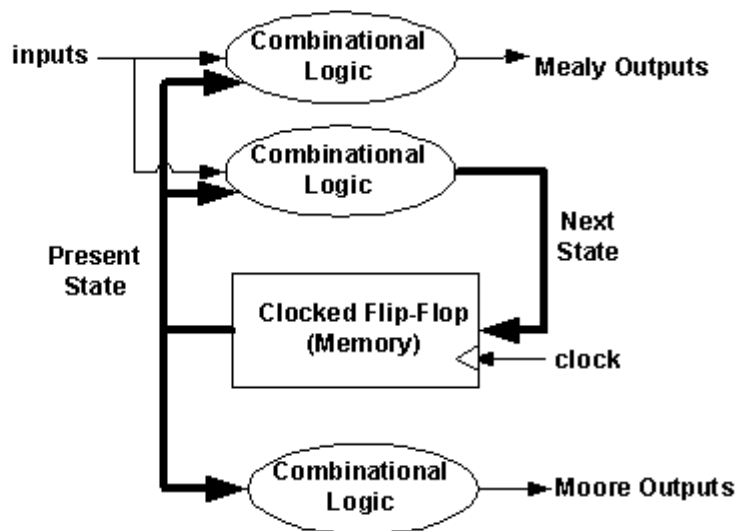 Combinational
Logic
inputs
Mealy Outputs
Combinational
Logic
Next
State
Present
State
Clocked Flip-Flop
(Memory)
clock
Combinational
Logic
Moore Outputs